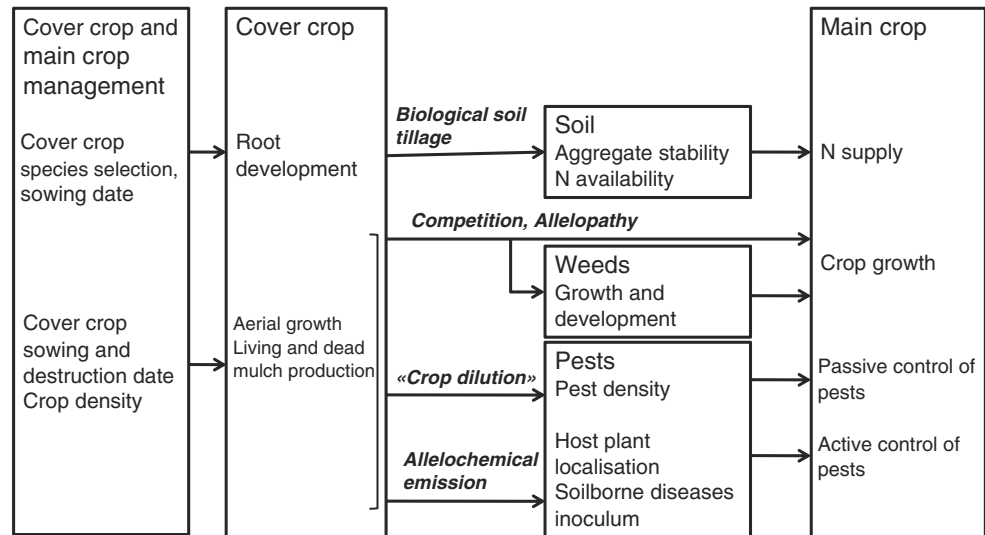 Cover crop and
main crop
management
Cover crop
species selection,
sowing date
Cover crop
sowing and
destruction date
Crop density
Cover crop
Root
development
Aerial growth
Living and dead
mulch production
Biological soil
tillage
Competition, Allelopathy
«Crop dilution»
Allelochemical
emission
Soil
Aggregate stability
N availability
Weeds
Growth and
development
Pests
Pest density
Host plant
localisation
Soilborne diseases
inoculum
Main crop
N supply
Crop growth
Passive control of
pests
Active control of
pests